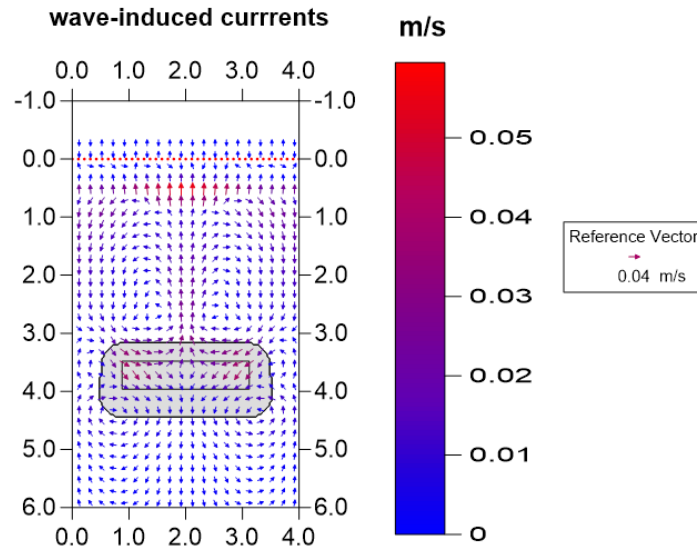 wave-induced currrents
m/s
0.0 1.0 2.0 3.0 4.0
-1.0 -1.0
0.0 0.0
1.0 1.0
2.0 2.0
3.0 3.0
4.0 4.0
5.0 5.0
6.0 6.0
0.0 1.0 2.0 3.0 4.0
0.05
0.04
0.03
0.02
0.01
0
Reference Vector
0.04 m/s